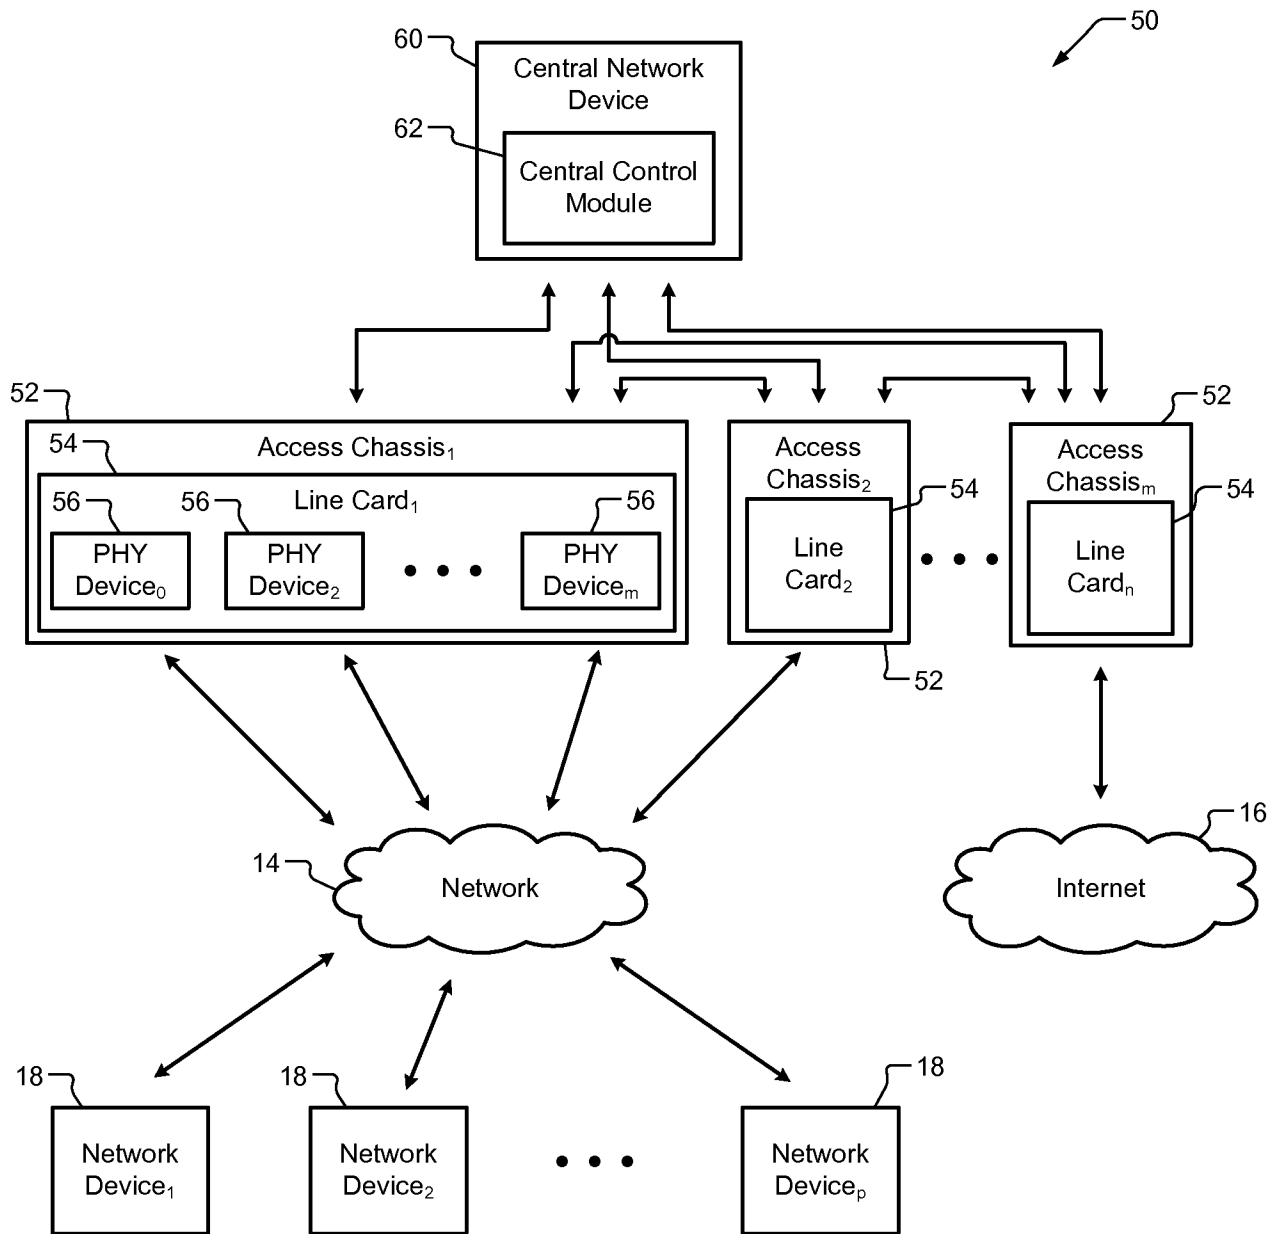 50
60
Central Network
Device
62
Central Control
Module
52
Access Chassis₁
54
Line Card₁
56
PHY
Device₀
56
PHY
Device₂
• • •
56
PHY
Deviceₘ
Access
Chassis₂
54
Line
Card₂
52
• • •
52
Access
Chassisₘ
54
Line
Cardₙ
14
Network
16
Internet
18
Network
Device₁
18
Network
Device₂
• • •
18
Network
Deviceₚ